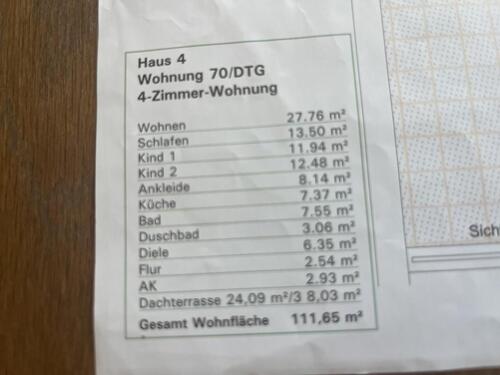 Haus 4
Wohnung 70/DTG
4-Zimmer-Wohnung
Wohnen 27.76 m²
Schlafen 13.50 m²
Kind 1 11.94 m²
Kind 2 12.48 m²
Ankleide 8.14 m²
Küche 7.37 m²
Bad 7.55 m²
Duschbad 3.06 m²
Diele 6.35 m²
Flur 2.54 m²
AK 2.93 m²
Dachterrasse 24,09 m²/3 8,03 m²
Gesamt Wohnfläche 111,65 m²
Sich